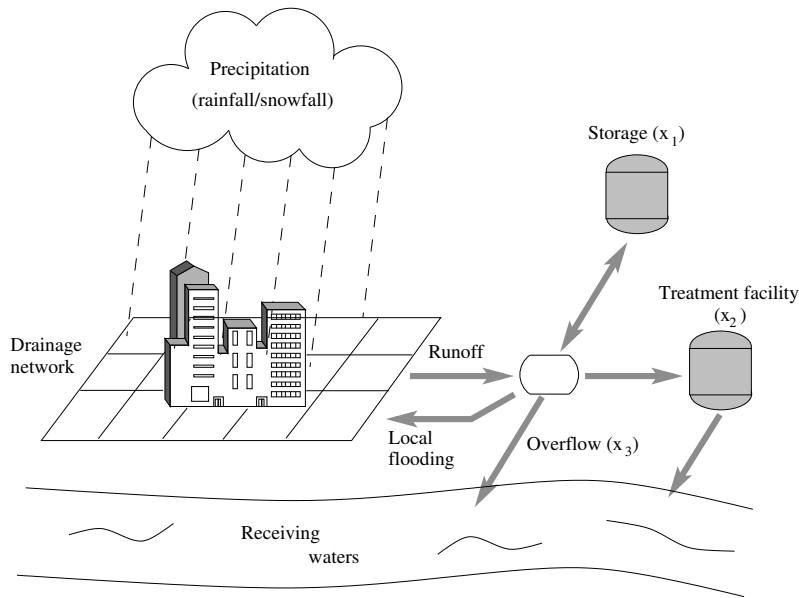 Precipitation
(rainfall/snowfall)
Storage (x₁)
Treatment facility
(x₂)
Drainage
network
Runoff
Local
flooding
Overflow (x₃)
Receiving
waters